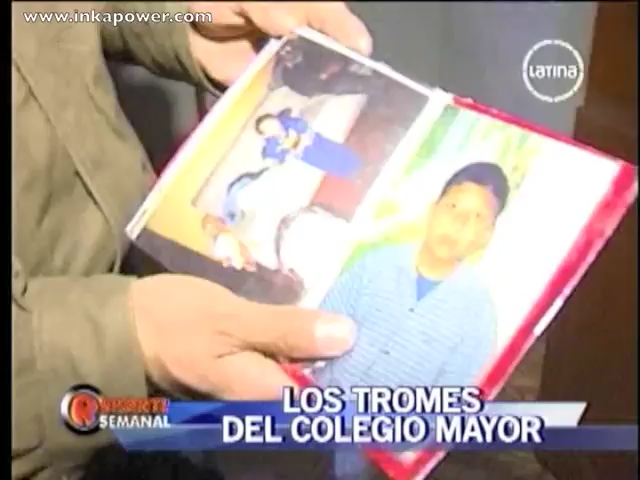 www.inkapower.com
LATINA
REPORTE
SEMANAL
LOS TROMES
DEL COLEGIO MAYOR